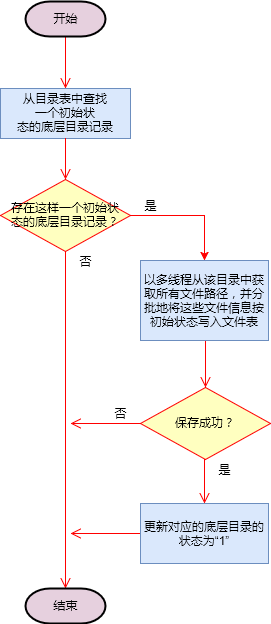 开始
从目录表中查找
一个初始状
态的底层目录记录
存在这样一个初始状
态的底层目录记录？
是
否
以多线程从该目录中获
取所有文件路径，并分
批地将这些文件信息按
初始状态写入文件表
否
保存成功？
是
更新对应的底层目录的
状态为“1”
结束